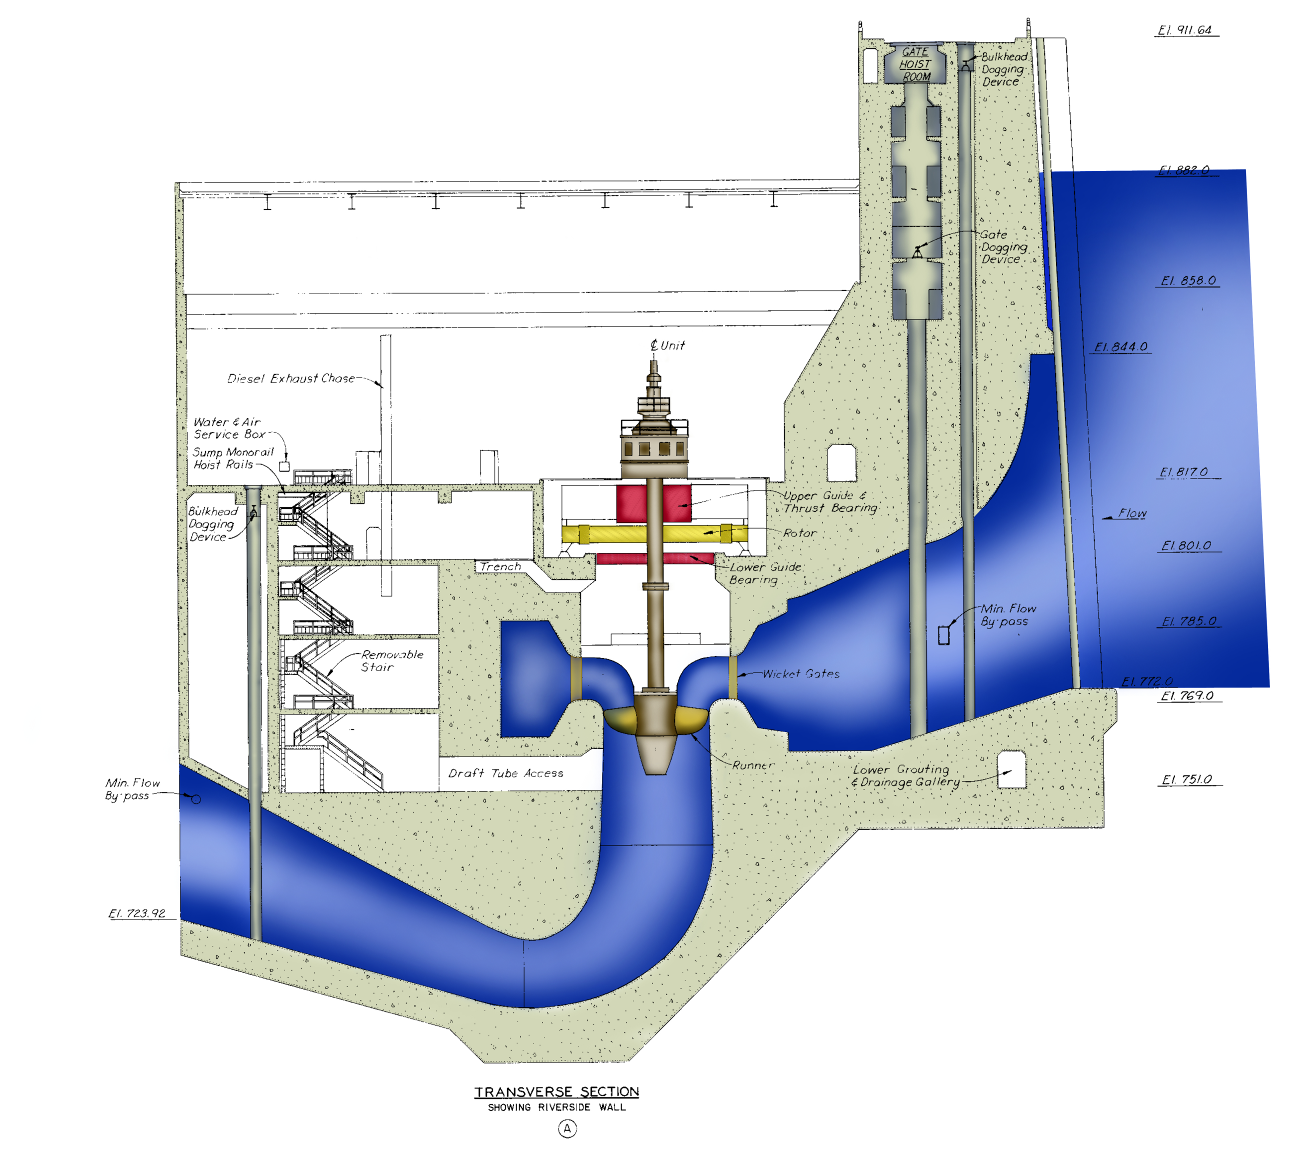 El. 911.64
GATE
HOIST
ROOM
Bulkhead
Dogging
Device
El. 882.0
Gate
Dogging
Device
El. 858.0
El. 844.0
℄ Unit
Diesel Exhaust Chase
Water & Air
Service Box
Sump Monorail
Hoist Rails
El. 817.0
Bulkhead
Dogging
Device
Upper Guide &
Thrust Bearing
Flow
Rotor
El. 801.0
Trench
Lower Guide
Bearing
Min. Flow
By-pass
El. 785.0
Removable
Stair
Wicket Gates
El. 772.0
El. 769.0
Runner
Draft Tube Access
Lower Grouting
& Drainage Gallery
El. 751.0
Min. Flow
By-pass
El. 723.92
TRANSVERSE SECTION
SHOWING RIVERSIDE WALL
A